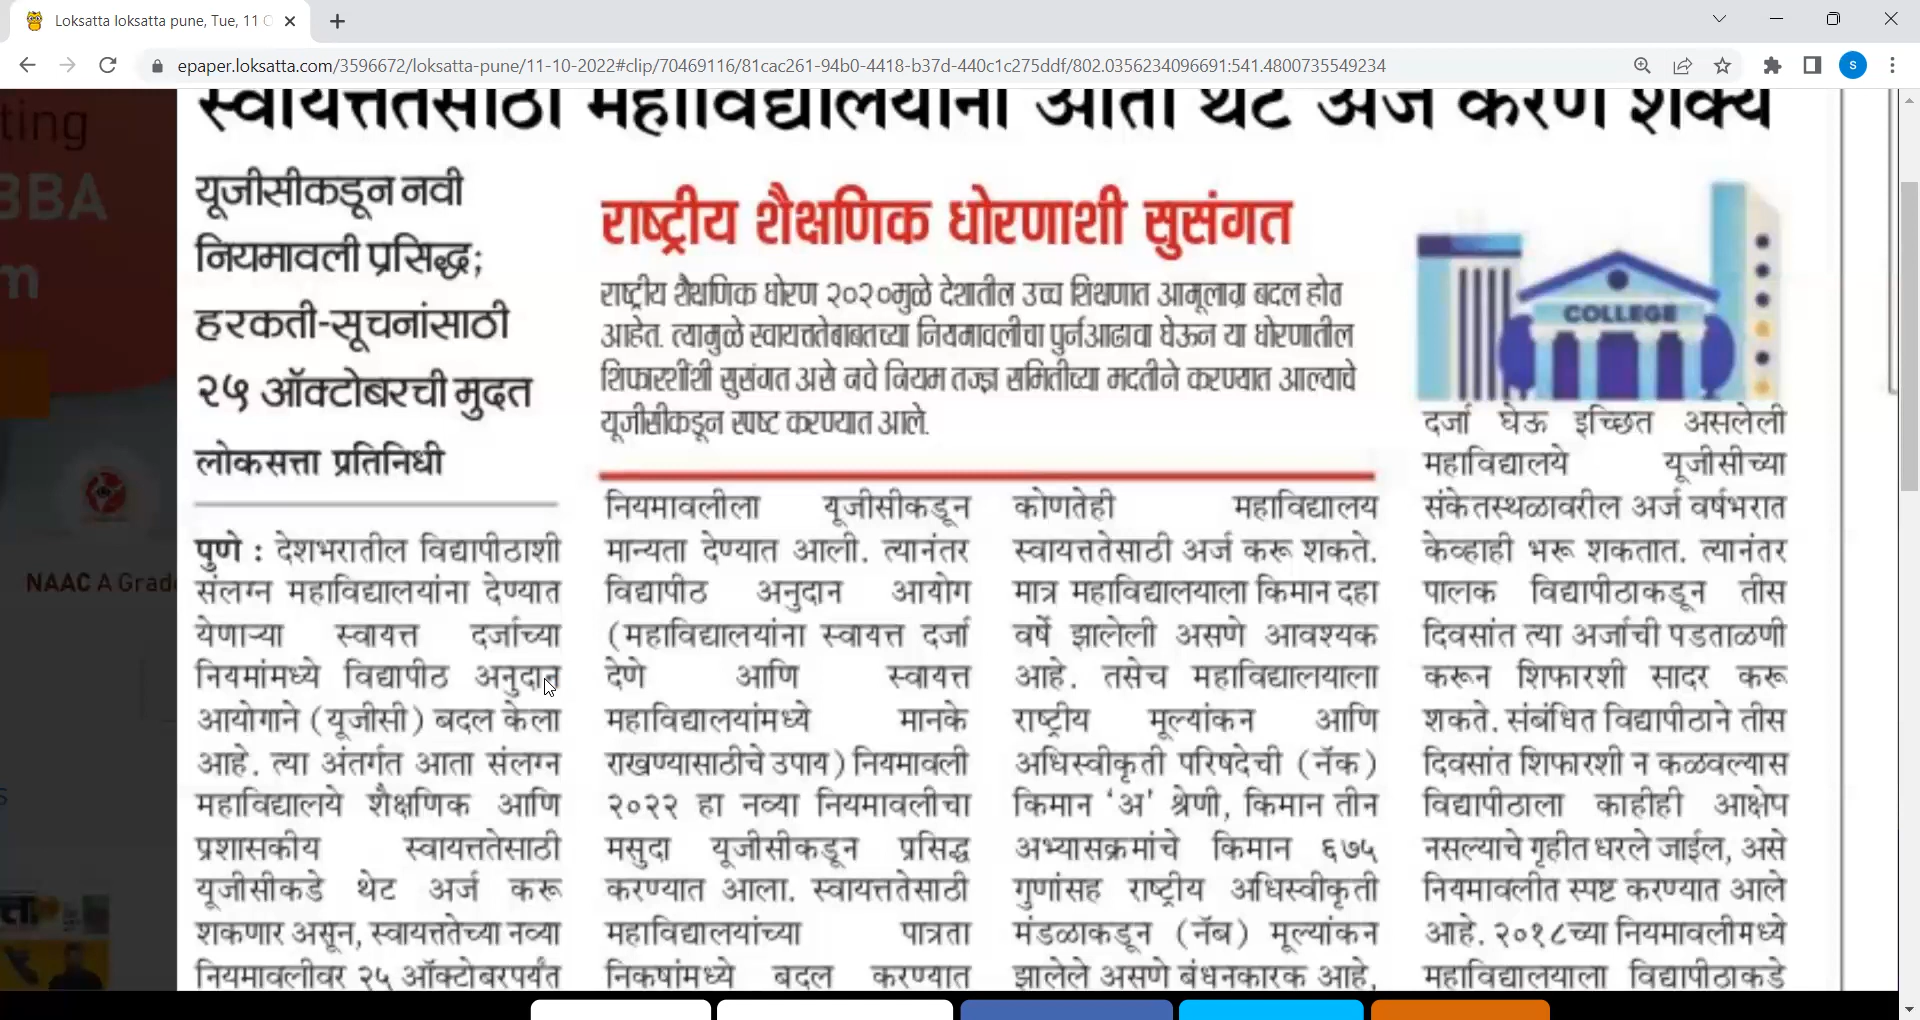 Loksatta loksatta pune, Tue, 11 O
epaper.loksatta.com/3596672/loksatta-pune/11-10-2022#clip/70469116/81cac261-94b0-4418-b37d-440c1c275ddf/802.0356234096691:541.4800735549234
S
ting
BBA
m
NAAC A Grade
स्वायत्ततेसाठी महाविद्यालयांना आता थेट अर्ज करणे शक्य
यूजीसीकडून नवी
नियमावली प्रसिद्ध;
हरकती-सूचनांसाठी
२५ ऑक्टोबरची मुदत
लोकसत्ता प्रतिनिधी
राष्ट्रीय शैक्षणिक धोरणाशी सुसंगत
राष्ट्रीय शैक्षणिक धोरण २०२०मुळे देशातील उच्च शिक्षणात आमूलाग्र बदल होत
आहेत. त्यामुळे स्वायत्ततेबाबतच्या नियमावलीचा पुर्नआढावा घेऊन या धोरणातील
शिफारशींशी सुसंगत असे नवे नियम तज्ज्ञ समितीच्या मदतीने करण्यात आल्याचे
यूजीसीकडून स्पष्ट करण्यात आले.
COLLEGE
पुणे : देशभरातील विद्यापीठाशी
संलग्न महाविद्यालयांना देण्यात
येणाऱ्या स्वायत्त दर्जाच्या
नियमांमध्ये विद्यापीठ अनुदान
आयोगाने (यूजीसी) बदल केला
आहे. त्या अंतर्गत आता संलग्न
महाविद्यालये शैक्षणिक आणि
प्रशासकीय स्वायत्ततेसाठी
यूजीसीकडे थेट अर्ज करू
शकणार असून, स्वायत्ततेच्या नव्या
नियमावलीवर २५ ऑक्टोबरपर्यंत
नियमावलीला यूजीसीकडून
मान्यता देण्यात आली. त्यानंतर
विद्यापीठ अनुदान आयोग
(महाविद्यालयांना स्वायत्त दर्जा
देणे आणि स्वायत्त
महाविद्यालयांमध्ये मानके
राखण्यासाठीचे उपाय) नियमावली
२०२२ हा नव्या नियमावलीचा
मसुदा यूजीसीकडून प्रसिद्ध
करण्यात आला. स्वायत्ततेसाठी
महाविद्यालयांच्या पात्रता
निकषांमध्ये बदल करण्यात
कोणतेही महाविद्यालय
स्वायत्ततेसाठी अर्ज करू शकते.
मात्र महाविद्यालयाला किमान दहा
वर्षे झालेली असणे आवश्यक
आहे. तसेच महाविद्यालयाला
राष्ट्रीय मूल्यांकन आणि
अधिस्वीकृती परिषदेची (नॅक)
किमान 'अ' श्रेणी, किमान तीन
अभ्यासक्रमांचे किमान ६७५
गुणांसह राष्ट्रीय अधिस्वीकृती
मंडळाकडून (नॅब) मूल्यांकन
झालेले असणे बंधनकारक आहे,
दर्जा घेऊ इच्छित असलेली
महाविद्यालये यूजीसीच्या
संकेतस्थळावरील अर्ज वर्षभरात
केव्हाही भरू शकतात. त्यानंतर
पालक विद्यापीठाकडून तीस
दिवसांत त्या अर्जाची पडताळणी
करून शिफारशी सादर करू
शकते. संबंधित विद्यापीठाने तीस
दिवसांत शिफारशी न कळवल्यास
विद्यापीठाला काहीही आक्षेप
नसल्याचे गृहीत धरले जाईल, असे
नियमावलीत स्पष्ट करण्यात आले
आहे. २०१८च्या नियमावलीमध्ये
महाविद्यालयाला विद्यापीठाकडे